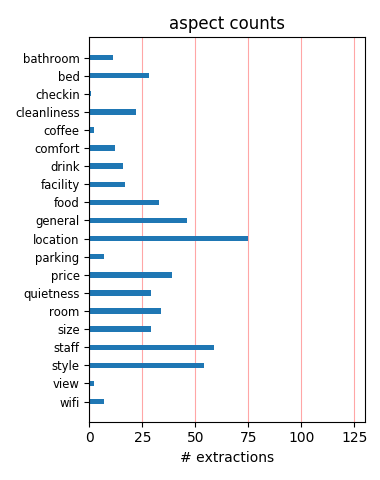 aspect counts
bathroom
bed
checkin
cleanliness
coffee
comfort
drink
facility
food
general
location
parking
price
quietness
room
size
staff
style
view
wifi
0 25 50 75 100 125
# extractions